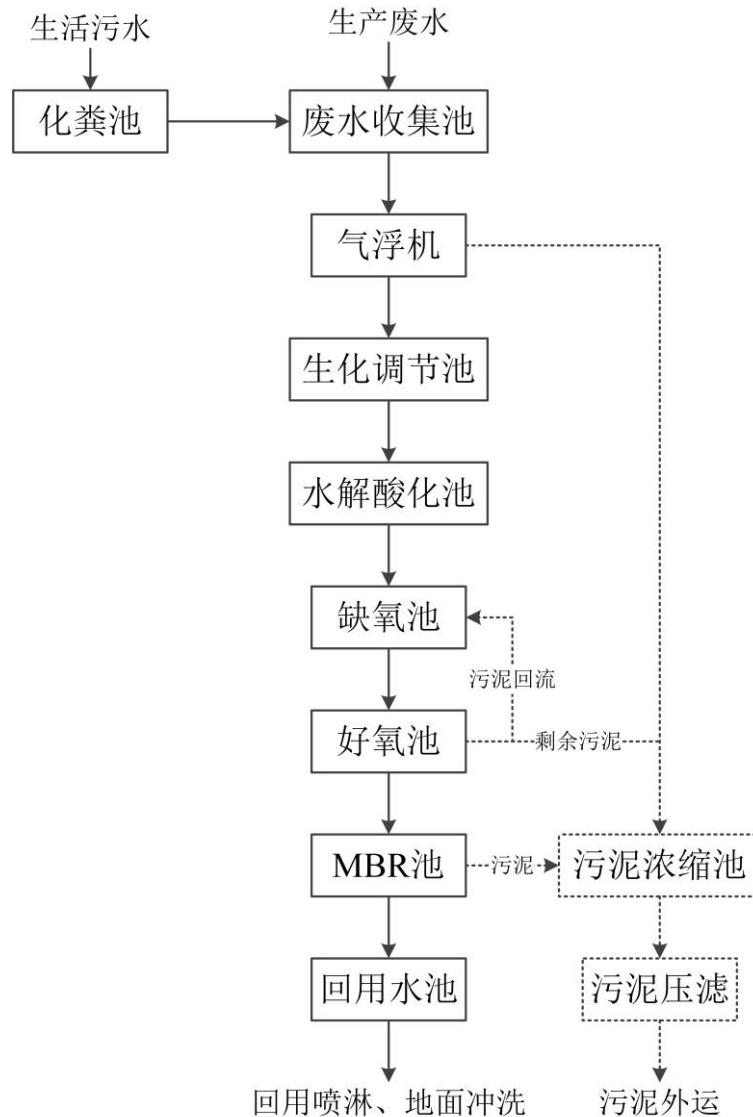 生活污水
生产废水
化粪池
废水收集池
气浮机
生化调节池
水解酸化池
缺氧池
污泥回流
好氧池
剩余污泥
MBR池
污泥
污泥浓缩池
回用水池
污泥压滤
回用喷淋、地面冲洗
污泥外运